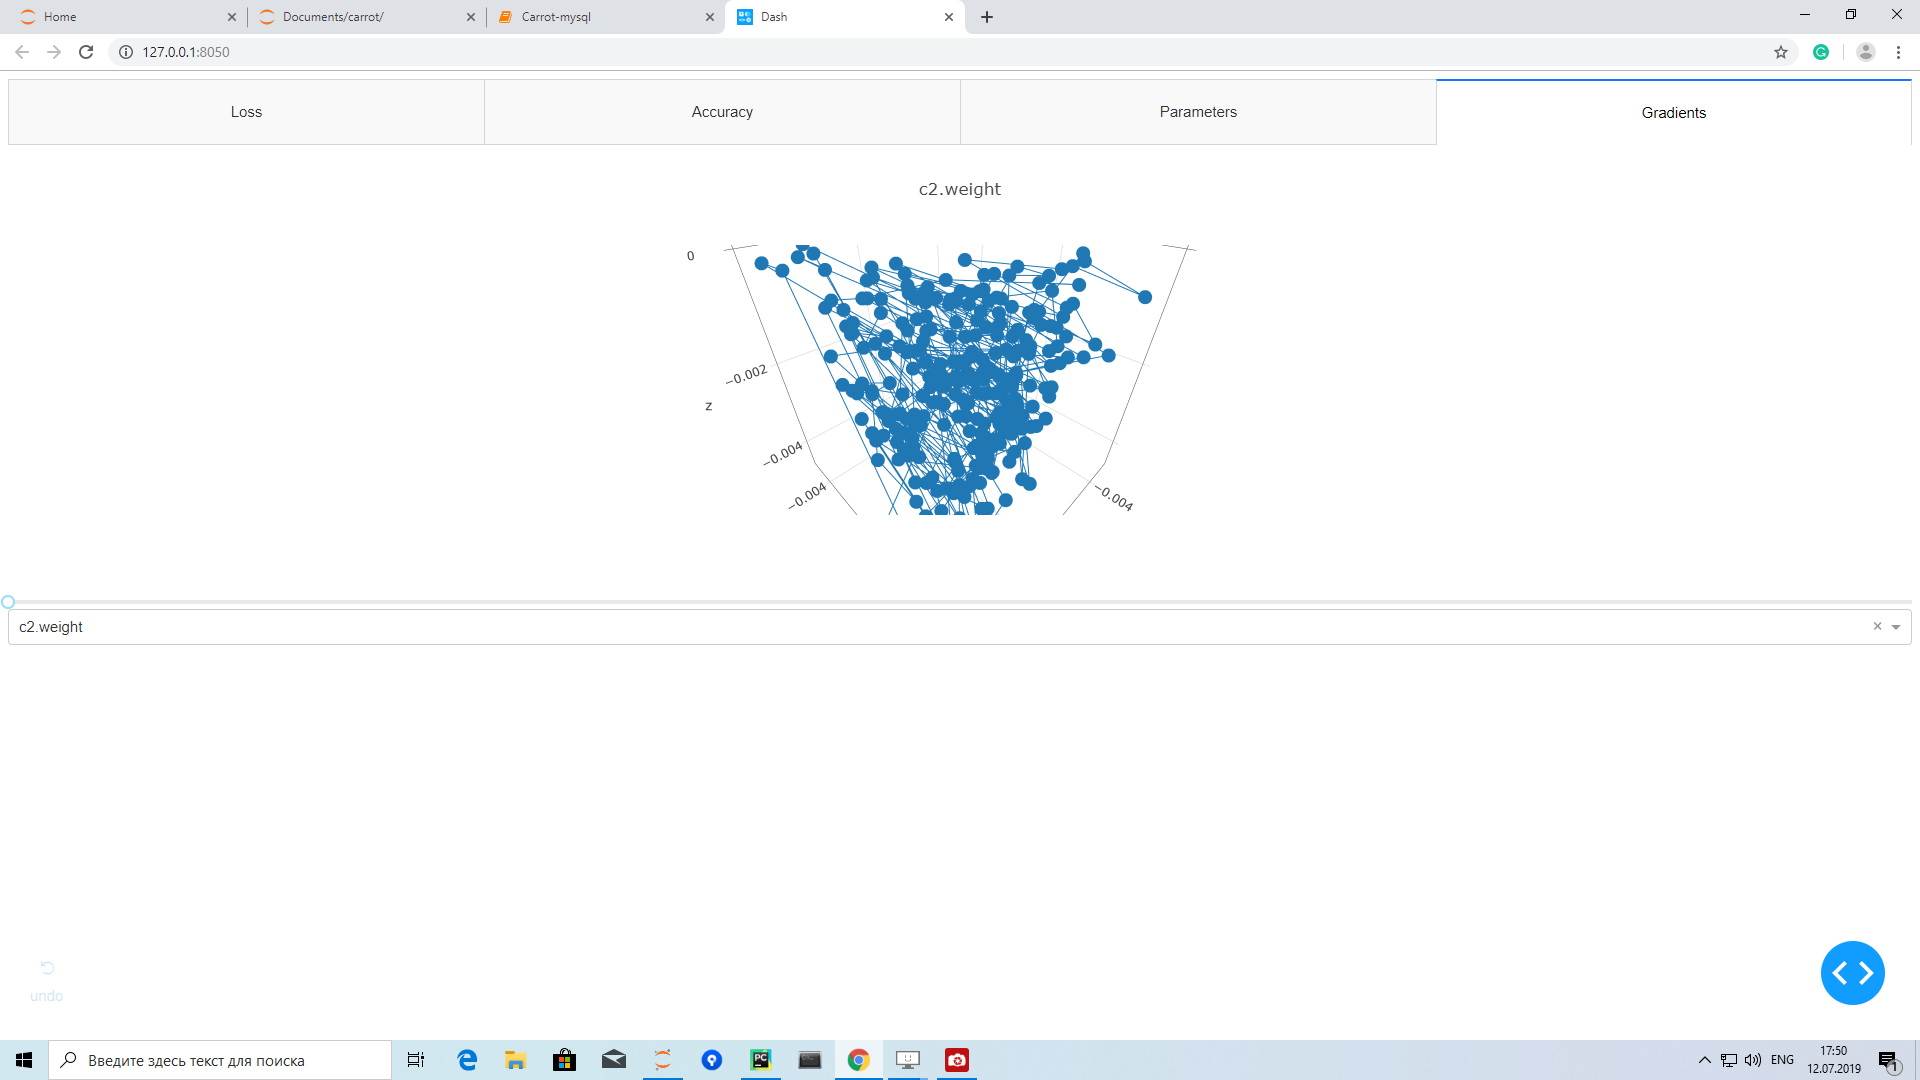 Home
Documents/carrot/
Carrot-mysql
Dash
127.0.0.1:8050
Loss
Accuracy
Parameters
Gradients
c2.weight
0
−0.002
z
−0.004
−0.004
−0.004
c2.weight
undo
Введите здесь текст для поиска
PC
ENG
17:50
12.07.2019
1